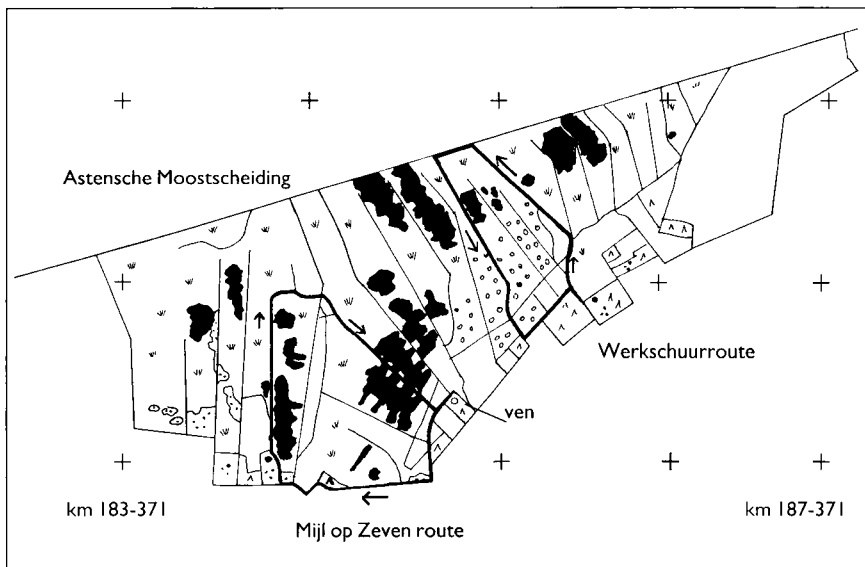 Astensche Moostscheiding
Werkschuurroute
ven
km 183-371
km 187-371
Mijl op Zeven route